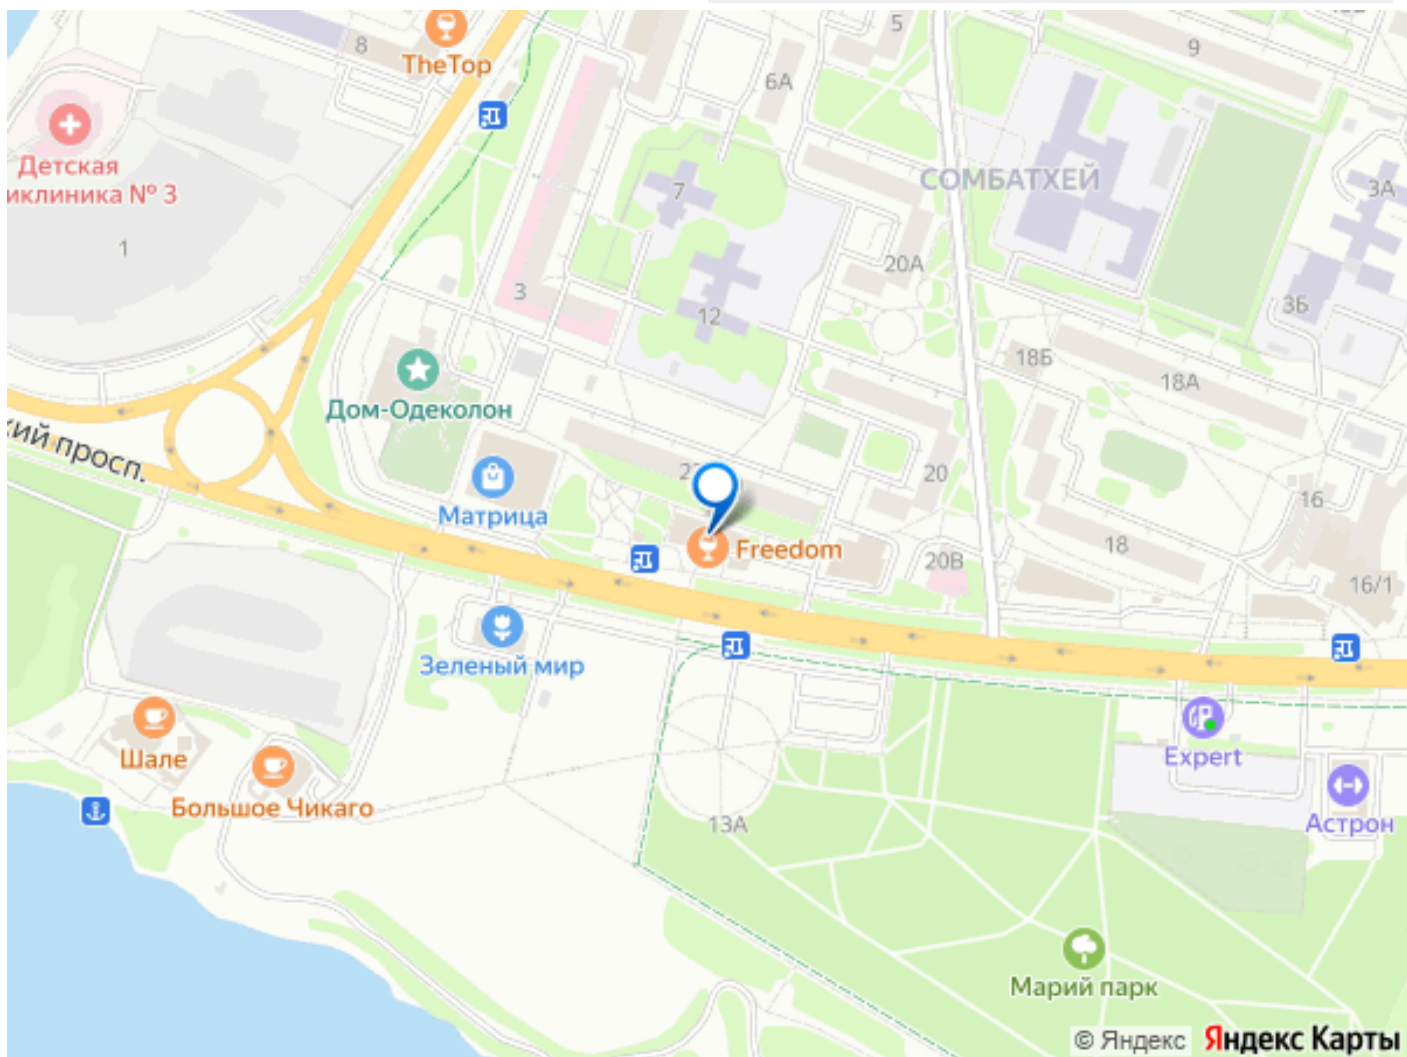 8
TheTop
5
9
6А
Детская
иклиника № 3
1
7
СОМБАТХЕЙ
3А
20А
3
12
3Б
18Б
18А
Дом-Одеколон
кий просп.
Матрица
20
16
Freedom
18
20В
16/1
Зеленый мир
Шале
Большое Чикаго
Expert
13А
Астрон
Марий парк
© Яндекс Яндекс Карты